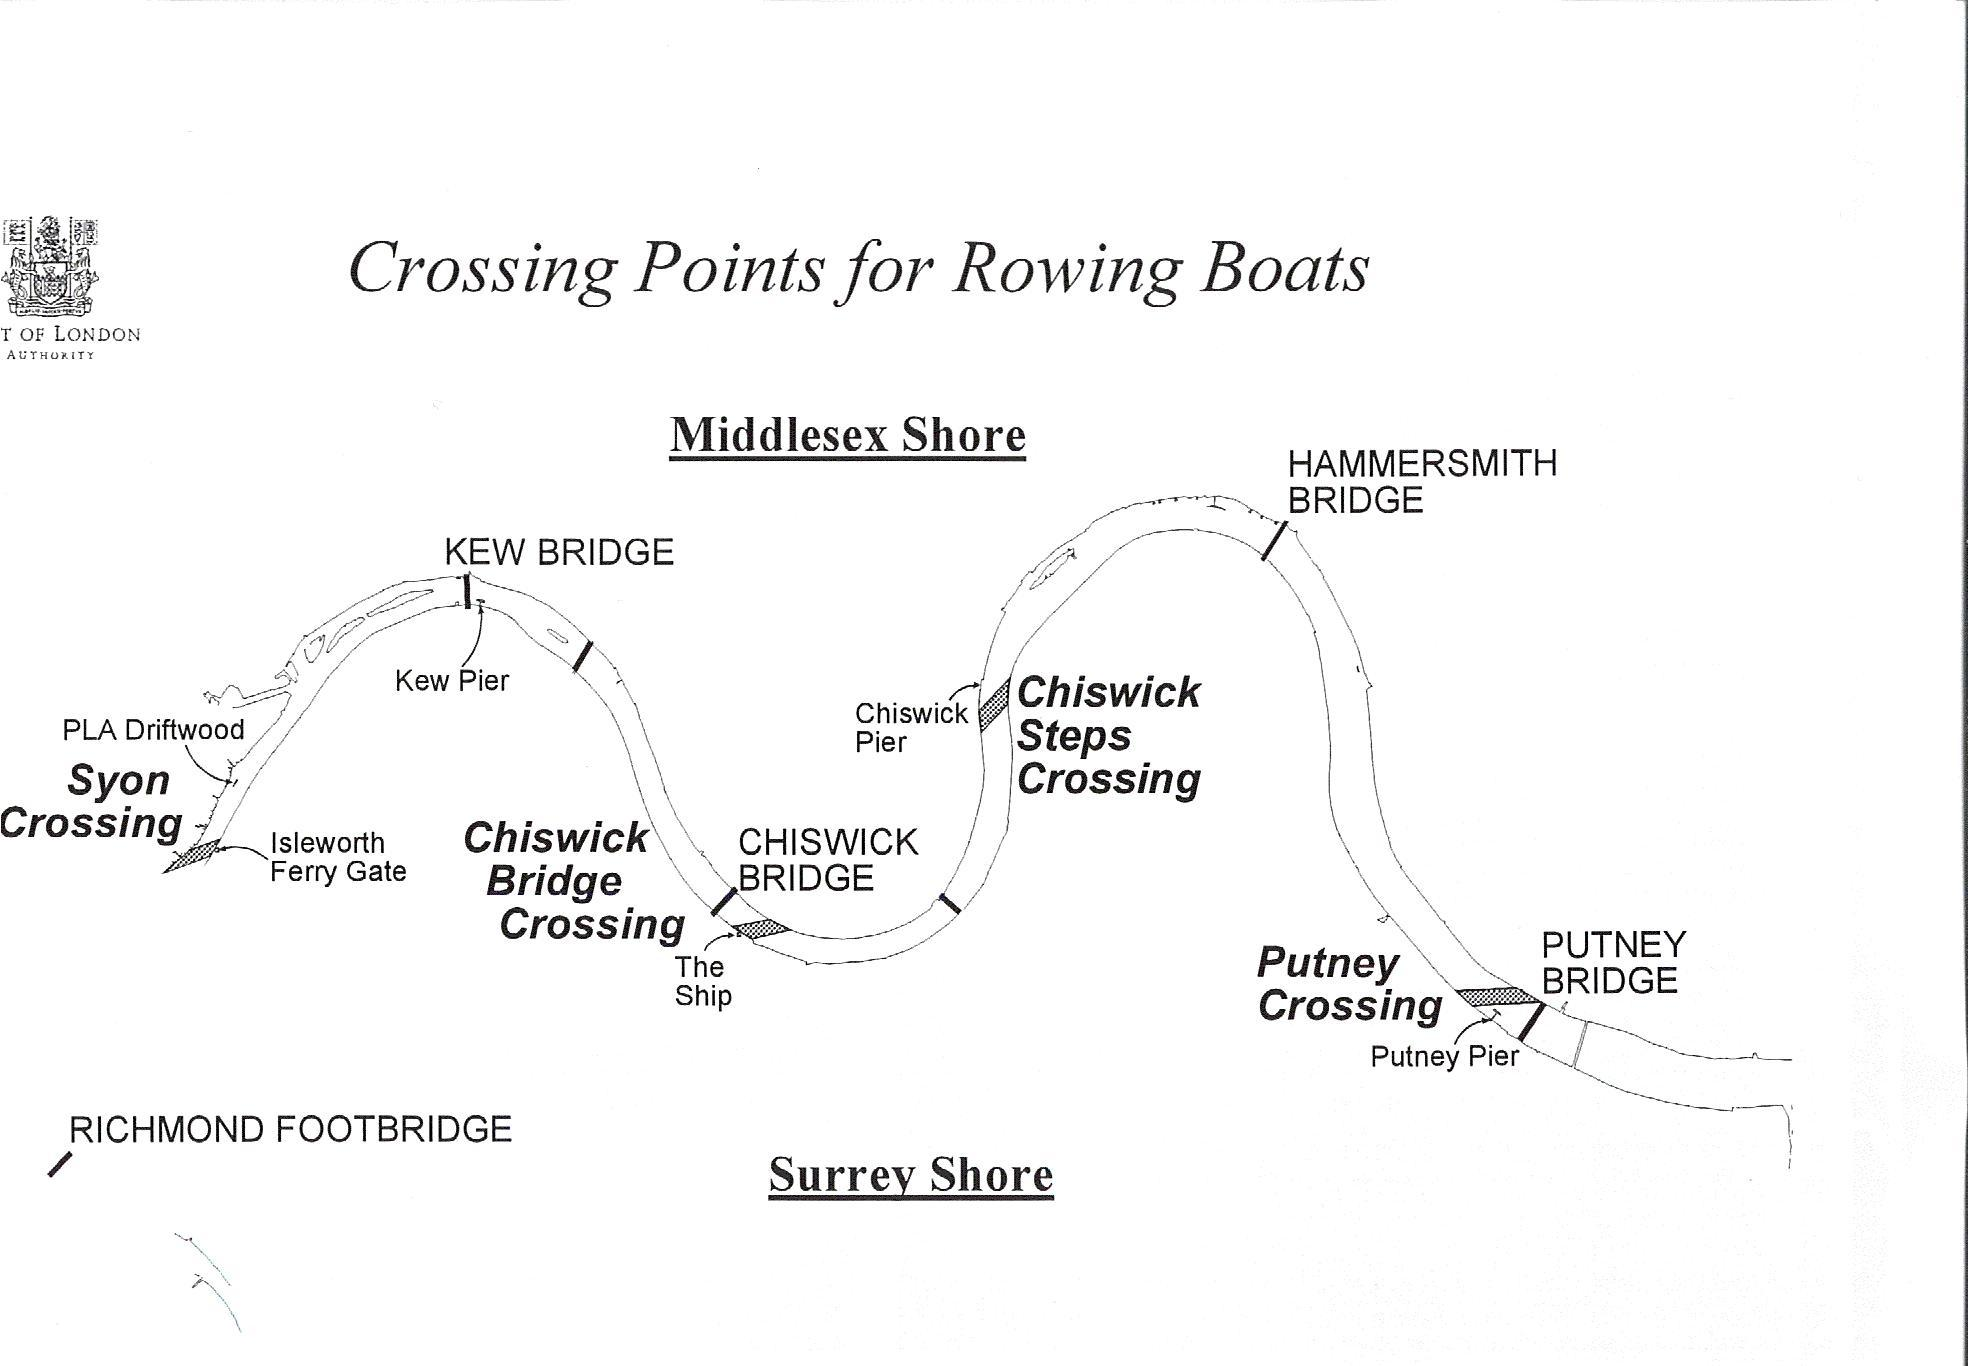 T OF LONDON
AUTHORITY
Crossing Points for Rowing Boats
Middlesex Shore
HAMMERSMITH
BRIDGE
KEW BRIDGE
Kew Pier
PLA Driftwood
Syon
Crossing
Isleworth
Ferry Gate
Chiswick
Bridge
Crossing
CHISWICK
BRIDGE
The
Ship
Chiswick
Pier
Chiswick
Steps
Crossing
Putney
Crossing
PUTNEY
BRIDGE
Putney Pier
RICHMOND FOOTBRIDGE
Surrey Shore